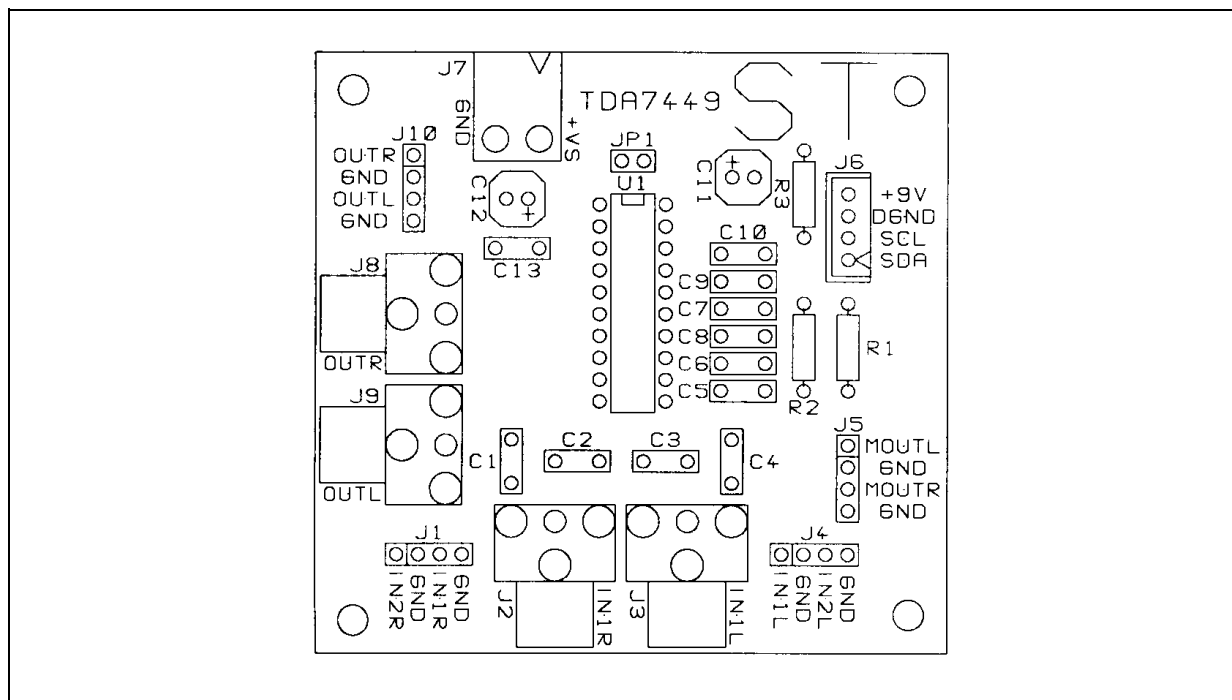 J7
GND
+VS
TDA7449
ST
J10
OUTR
GND
OUTL
GND
C12
C13
JP1
U1
C11
R3
J6
+9V
DGND
SCL
SDA
C10
C9
C7
C8
C6
C5
J8
OUTR
J9
OUTL
R2
R1
C1
C2
C3
C4
J5
MOUTL
GND
MOUTR
GND
J1
IN2R
GND
IN1R
GND
J2
IN1R
J3
IN1L
J4
IN1L
GND
IN2L
GND